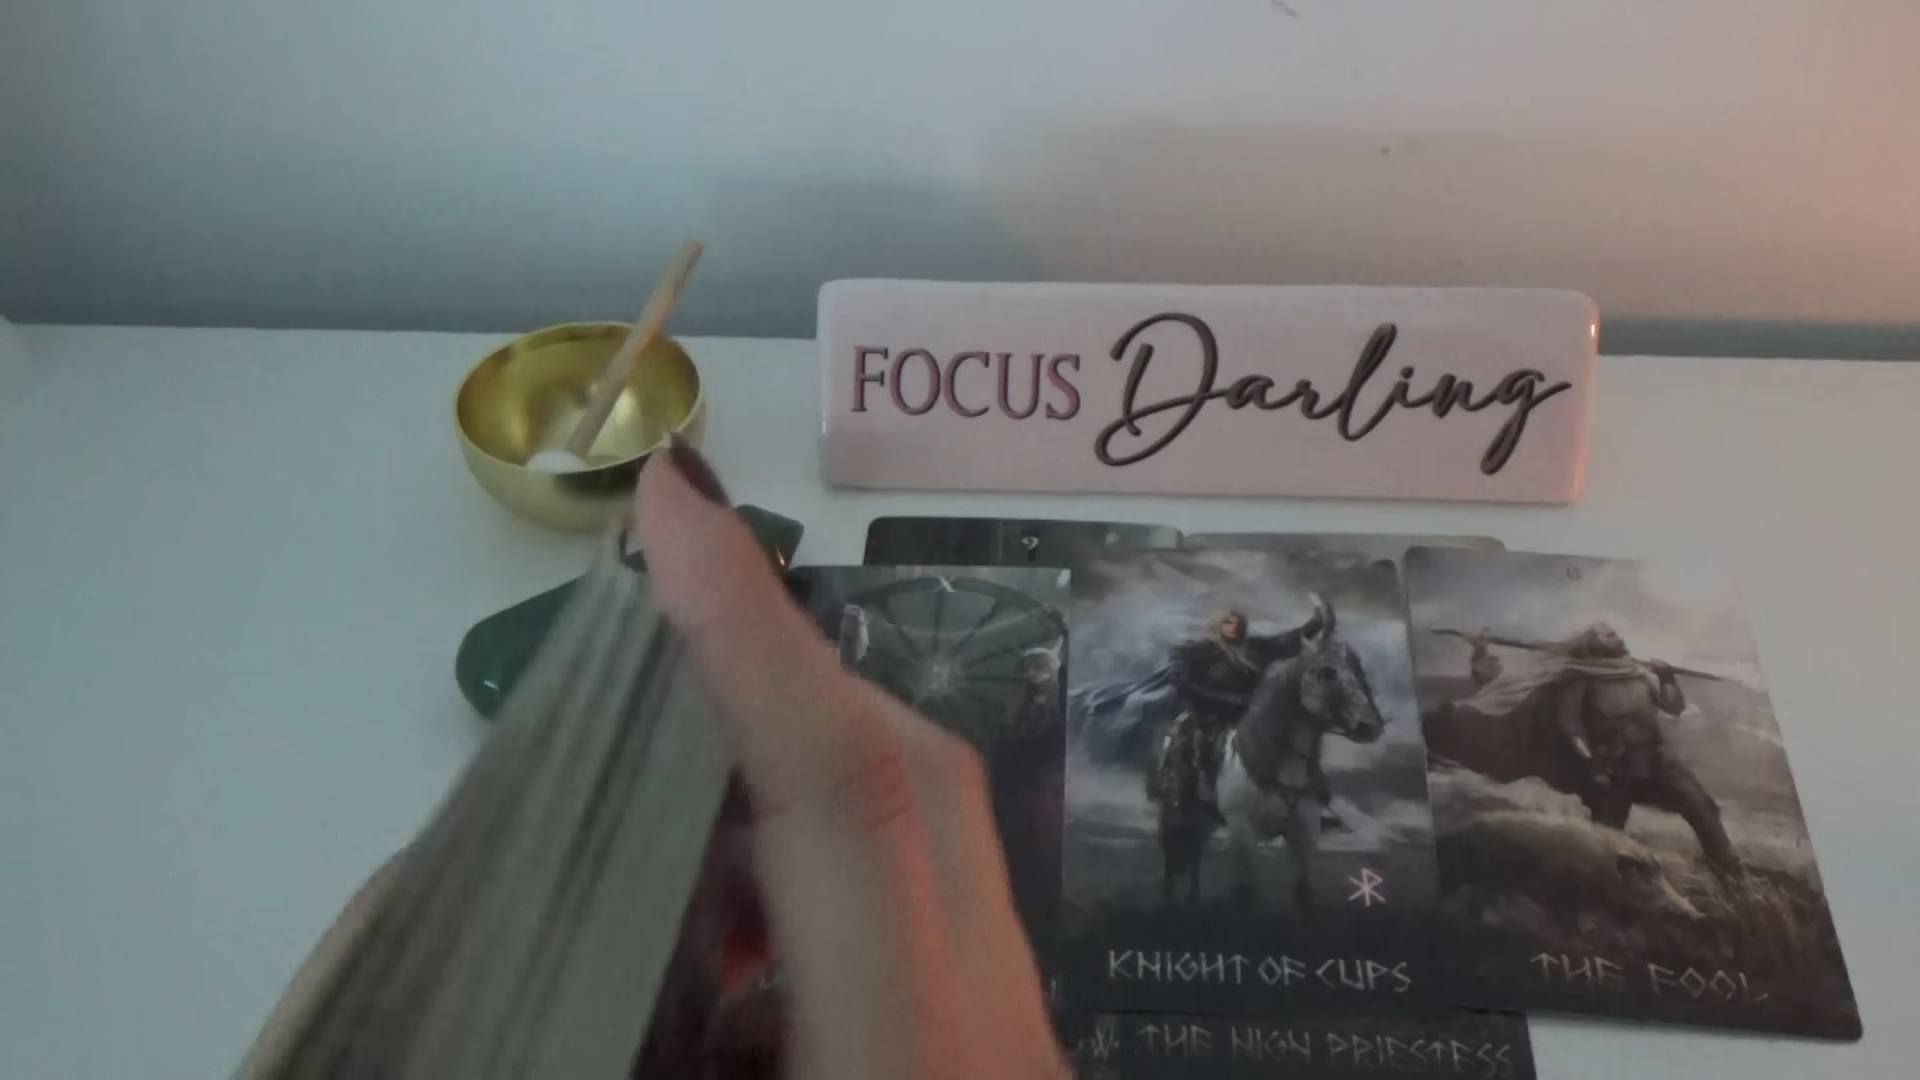 FOCUS Darling
X
KNIGHT OF CUPS
THE FOOL
THE HIGH PRIESTESS